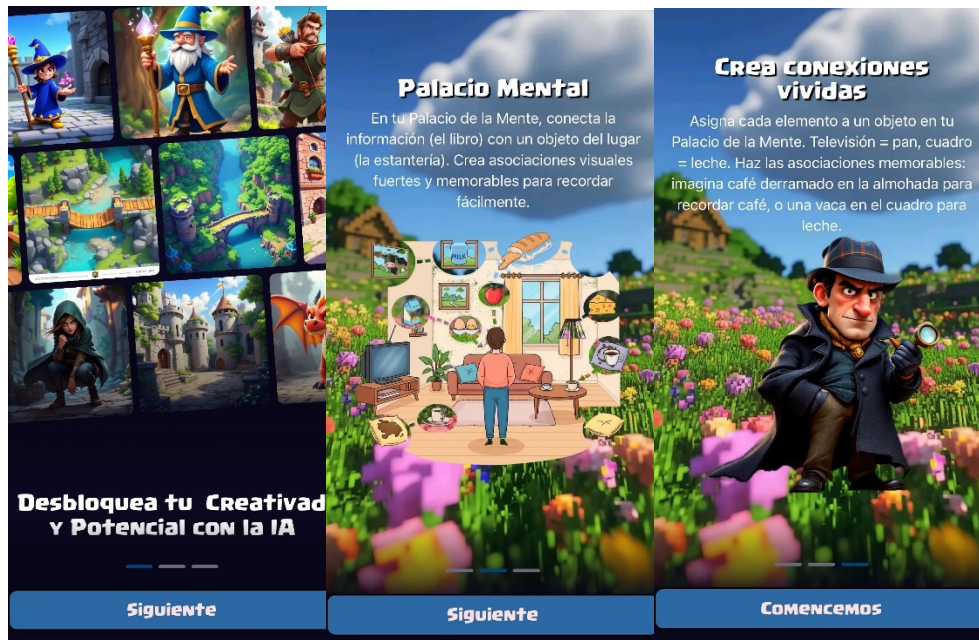 Desbloquea tu Creativad
y Potencial con la IA
Siguiente
Palacio Mental
En tu Palacio de la Mente, conecta la
información (el libro) con un objeto del lugar
(la estantería). Crea asociaciones visuales
fuertes y memorables para recordar
fácilmente.
MILK
Siguiente
Crea conexiones
vividas
Asigna cada elemento a un objeto en tu
Palacio de la Mente. Televisión = pan, cuadro
= leche. Haz las asociaciones memorables:
imagina café derramado en la almohada para
recordar café, o una vaca en el cuadro para
leche.
Comencemos